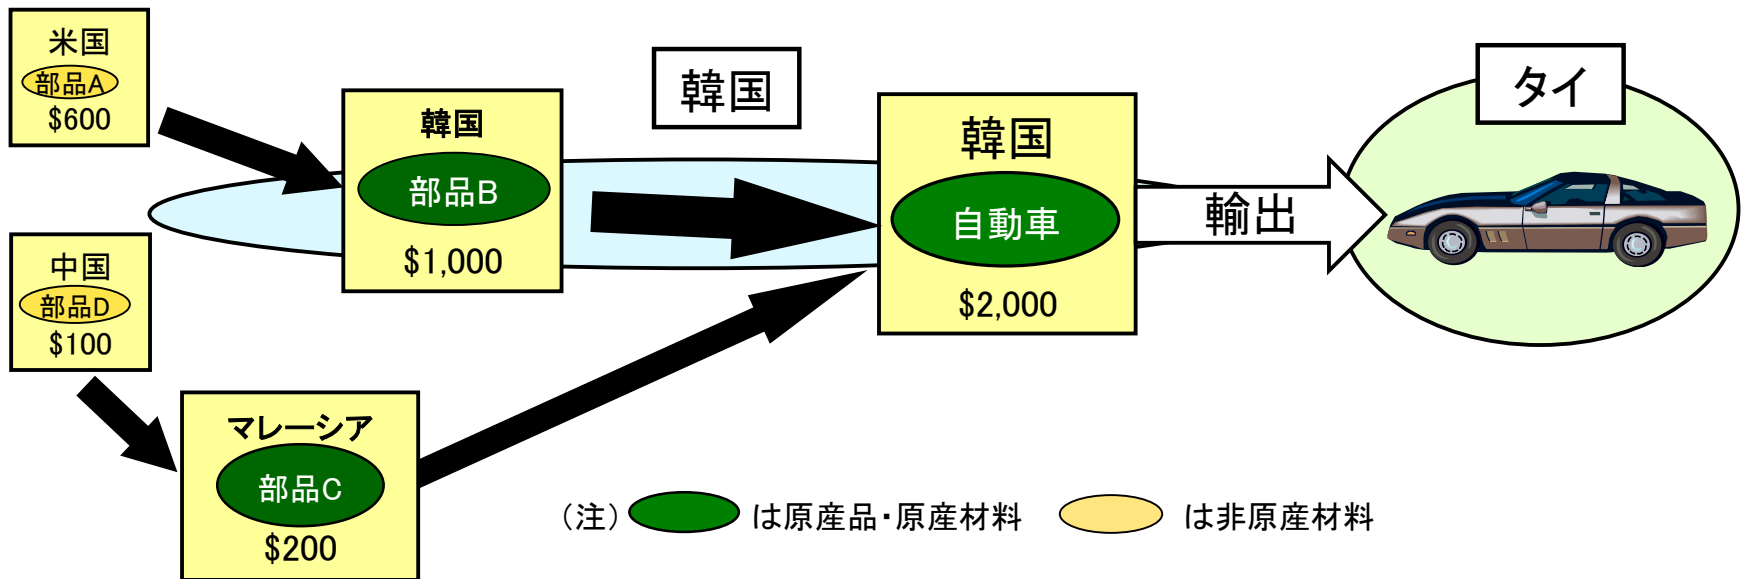 米国
部品A
$600
韓国
部品B
$1,000
韓国
韓国
自動車
$2,000
輸出
タイ
中国
部品D
$100
マレーシア
部品C
$200
(注) は原産品・原産材料 は非原産材料